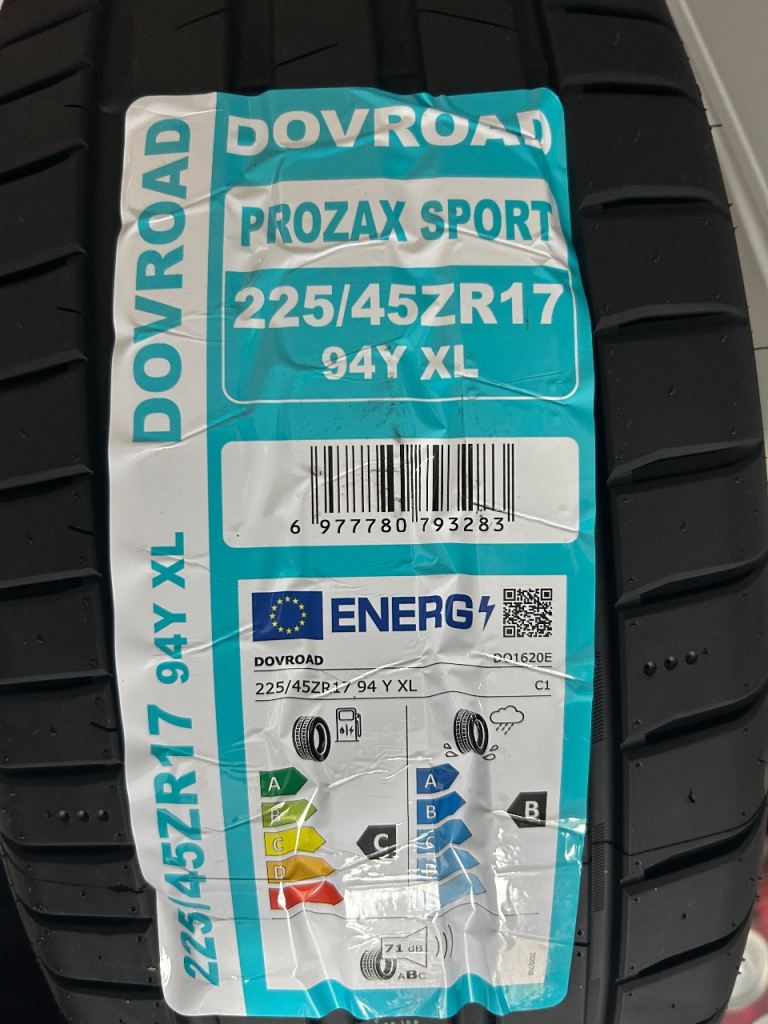 DOVROAD
PROZAX SPORT
225/45ZR17
94Y XL
DOVROAD
225/45ZR17 94Y XL
6 977780 793283
ENERG
DOVROAD DO1620E
225/45ZR17 94 Y XL C1
A
B
C
D
C
A
B
C
B
71 dB
ABC